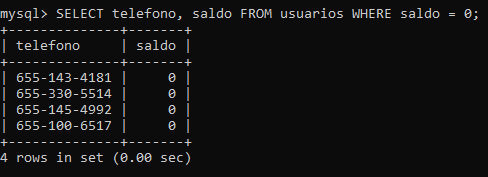 mysql> SELECT telefono, saldo FROM usuarios WHERE saldo = 0;
+--------------+-------+
| telefono     | saldo |
+--------------+-------+
| 655-143-4181 |     0 |
| 655-330-5514 |     0 |
| 655-145-4992 |     0 |
| 655-100-6517 |     0 |
+--------------+-------+
4 rows in set (0.00 sec)